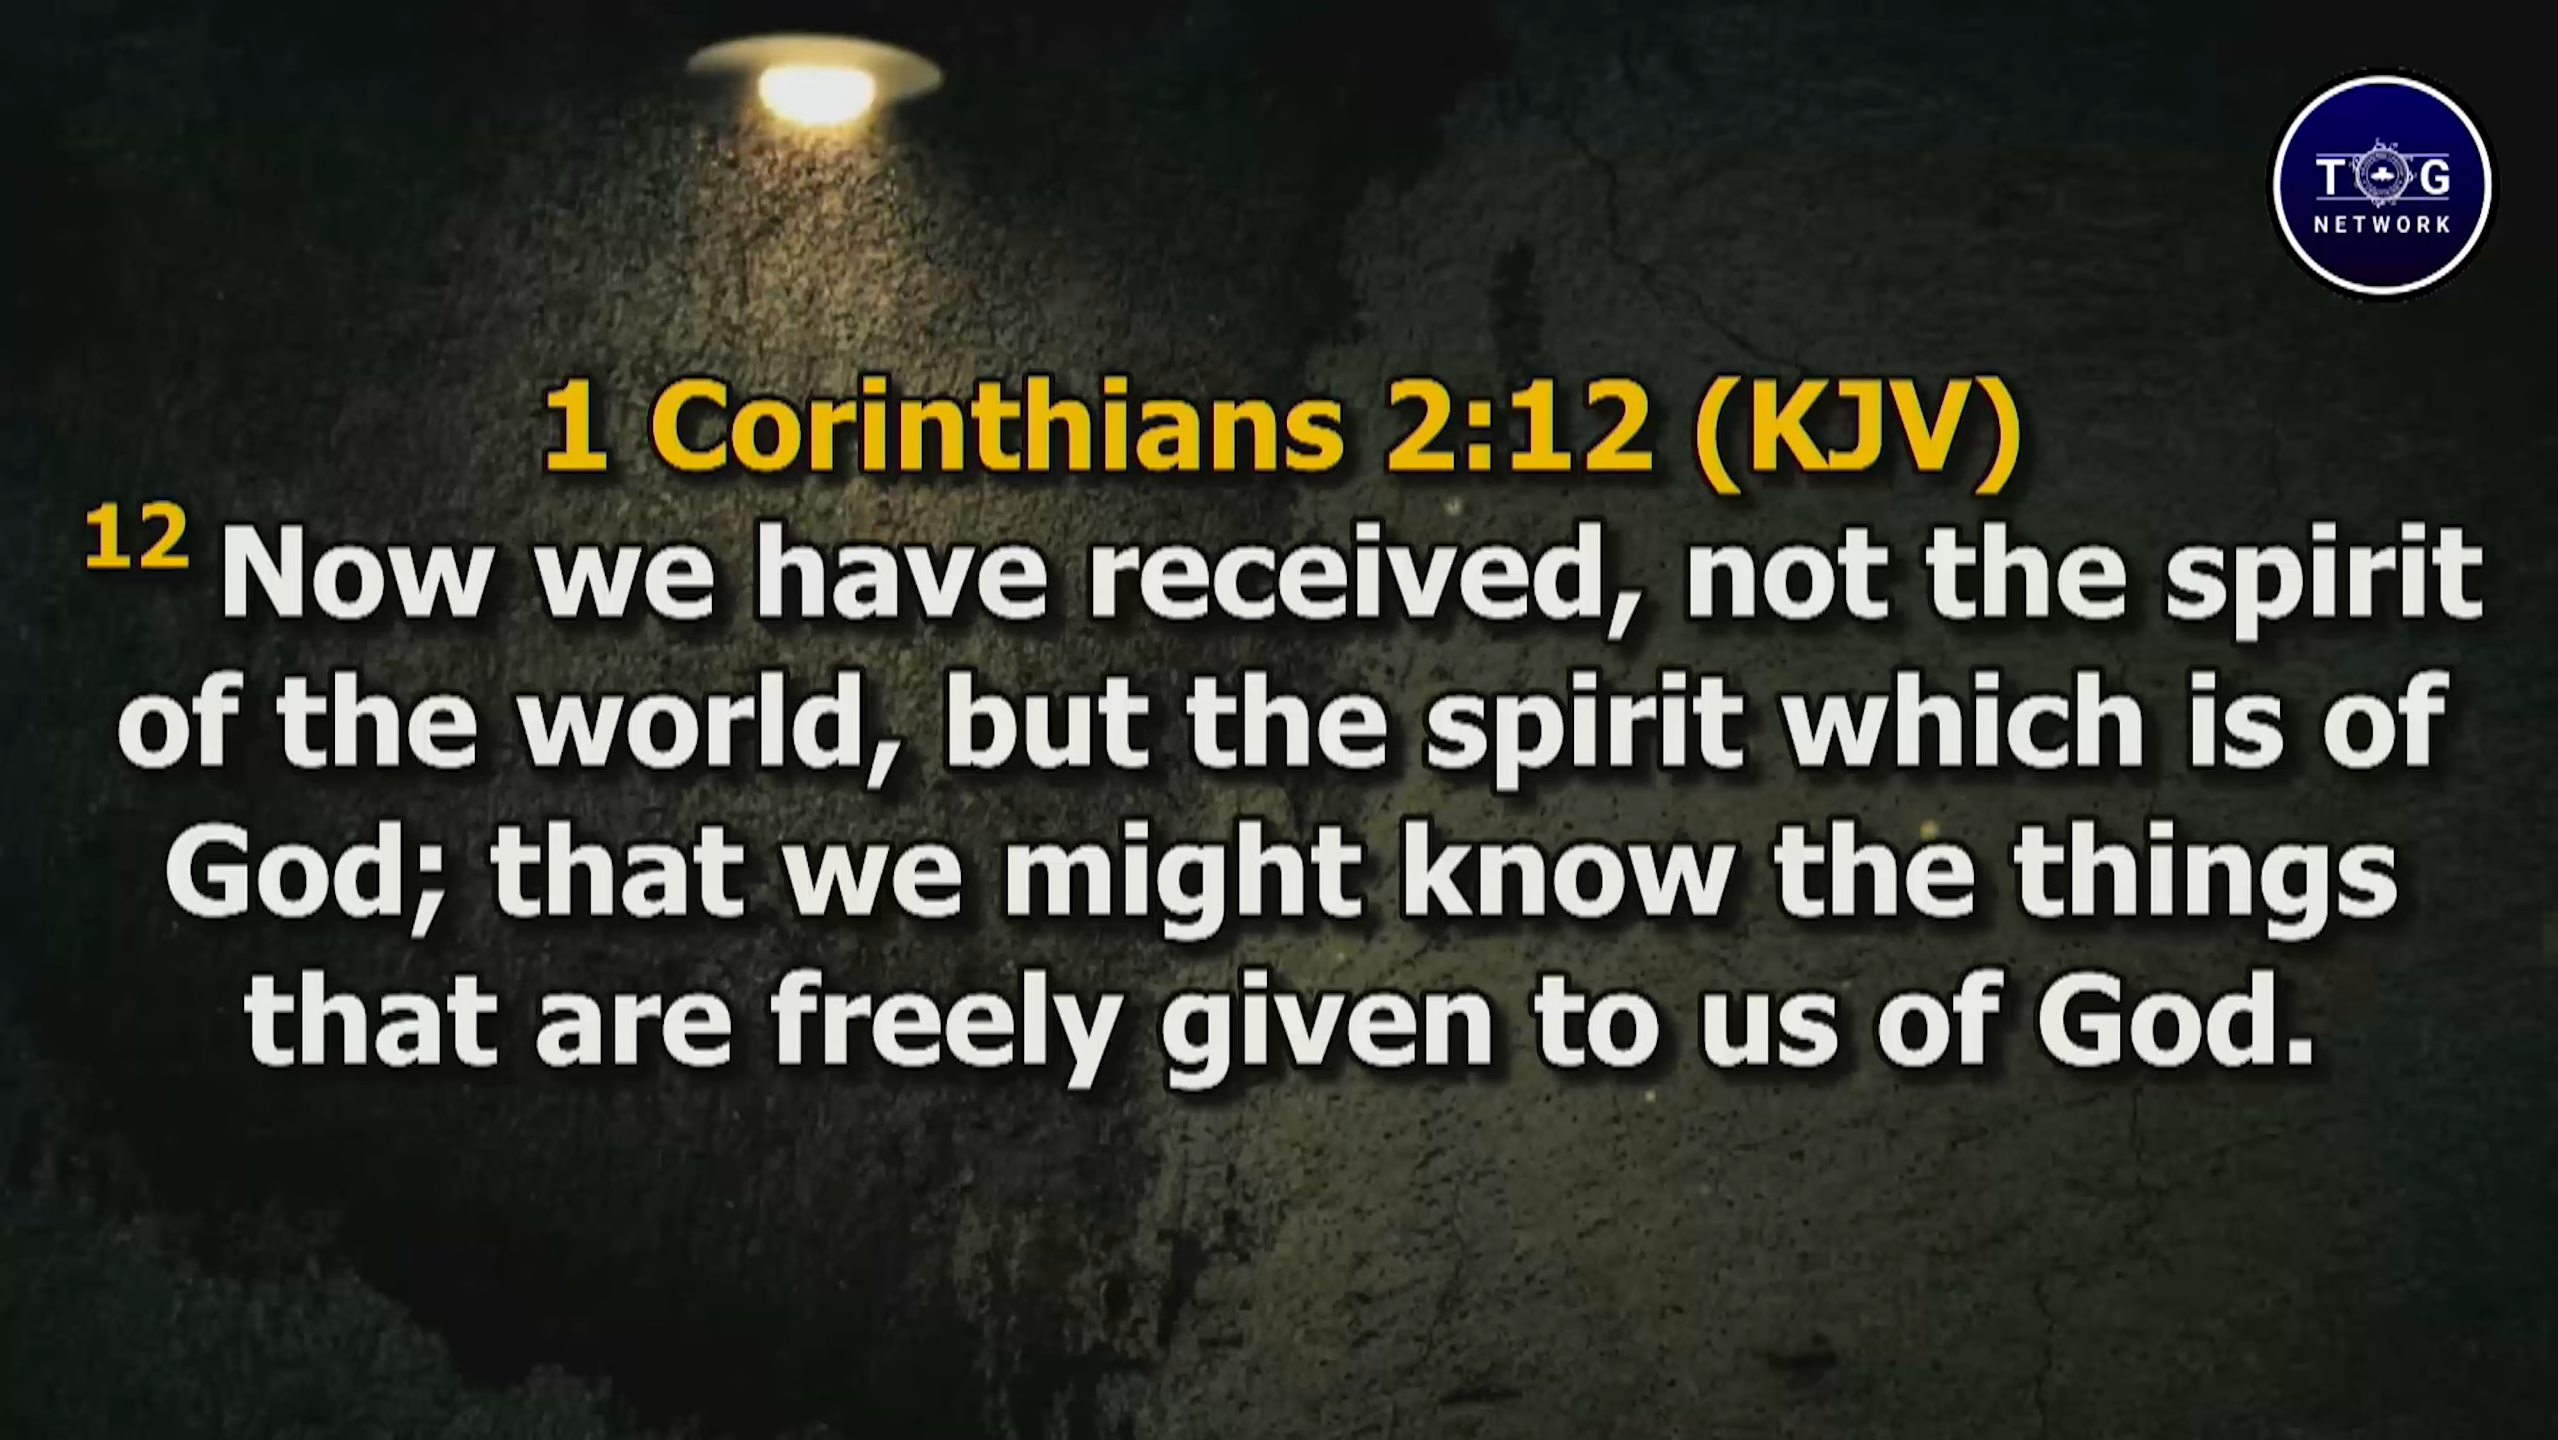 T G
NETWORK
1 Corinthians 2:12 (KJV)
12 Now we have received, not the spirit
of the world, but the spirit which is of
God; that we might know the things
that are freely given to us of God.